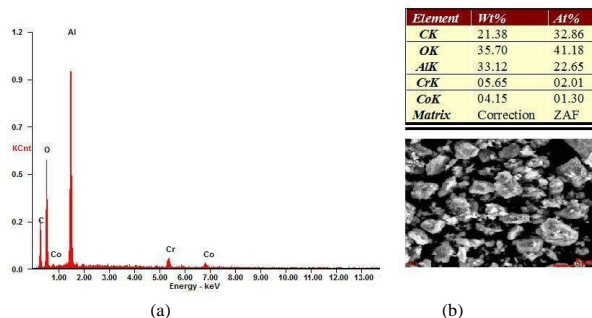 (a)
1.2
0.9
0.7
KCnt
0.5
0.2
0.0
Al
O
C
Co
Cr
Co
1.00 2.00 3.00 4.00 5.00 6.00 7.00 8.00 9.00 10.00 11.00 12.00 13.00
Energy - keV
Element Wt% At%
CK 21.38 32.86
OK 35.70 41.18
AlK 33.12 22.65
CrK 05.65 02.01
CoK 04.15 01.30
Matrix Correction ZAF
(a) (b)